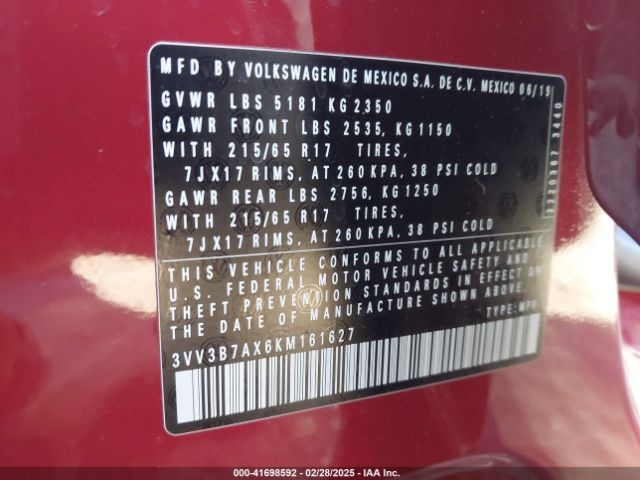 MFD BY VOLKSWAGEN DE MEXICO S.A. DE C.V. MEXICO 06/19
GVWR LBS 5181 KG 2350
GAWR FRONT LBS 2535, KG 1150
WITH 215/65 R17 TIRES,
7JX17 RIMS, AT 260 KPA, 38 PSI COLD
GAWR REAR LBS 2756, KG 1250
WITH 215/65 R17 TIRES,
7JX17 RIMS, AT 260 KPA, 38 PSI COLD
THIS VEHICLE CONFORMS TO ALL APPLICABLE
U.S. FEDERAL MOTOR VEHICLE SAFETY AND
THEFT PREVENTION STANDARDS IN EFFECT ON
THE DATE OF MANUFACTURE SHOWN ABOVE.
TYPE: MPV
3VV3B7AX6KM161627
3440
000-41698592 - 02/28/2025 - IAA Inc.